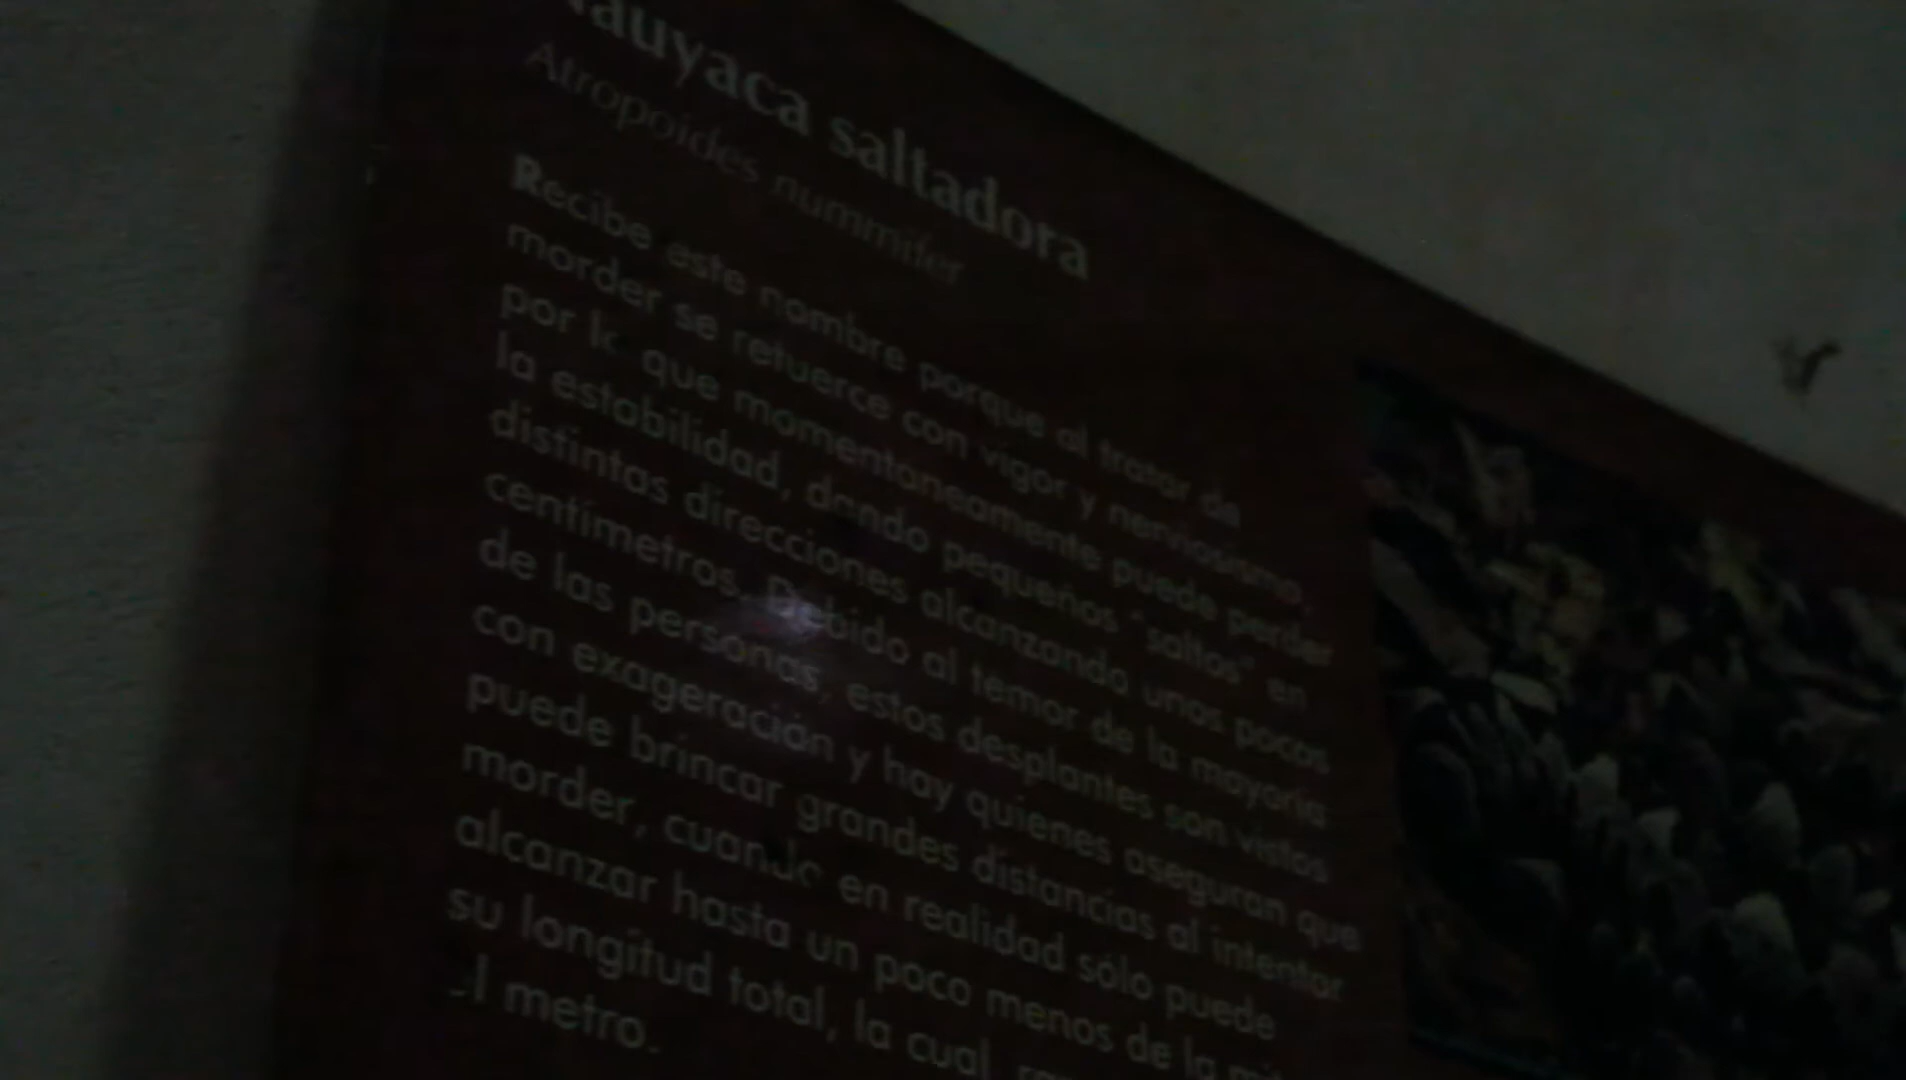 Nauyaca saltadora
Atropoides nummifer
Recibe este nombre porque al tratar de
morder se retuerce con vigor y nerviosismo,
por lo que momentaneamente puede perder
la estabilidad, dando pequeños "saltos" en
distintas direcciones alcanzando unos pocos
centímetros. Debido al temor de la mayoría
de las personas, estos desplantes son vistos
con exageración y hay quienes aseguran que
puede brincar grandes distancias al intentar
morder, cuando en realidad sólo puede
alcanzar hasta un poco menos de la
su longitud total, la cual
el metro.